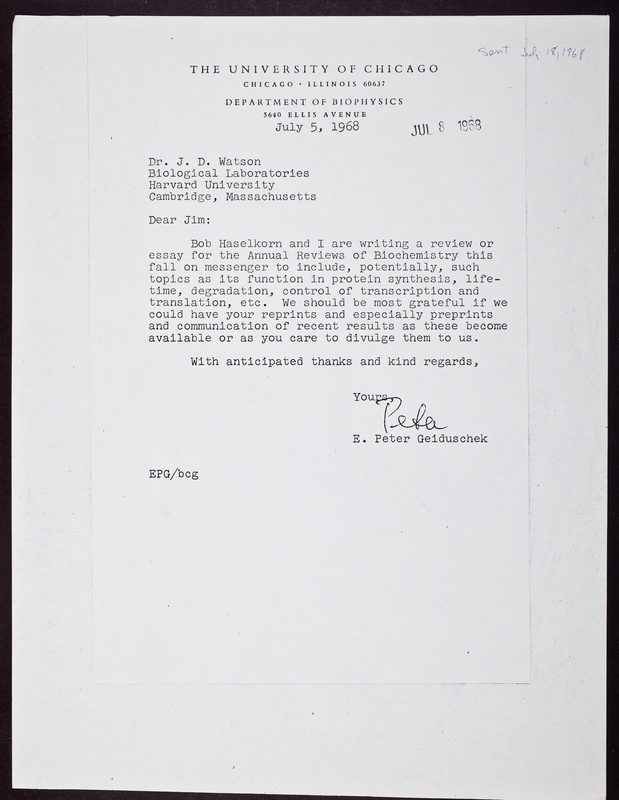 Sent July 18, 1968
THE UNIVERSITY OF CHICAGO
CHICAGO • ILLINOIS 60637
DEPARTMENT OF BIOPHYSICS
5640 ELLIS AVENUE
July 5, 1968
JUL 8 1968
Dr. J. D. Watson
Biological Laboratories
Harvard University
Cambridge, Massachusetts
Dear Jim:
Bob Haselkorn and I are writing a review or
essay for the Annual Reviews of Biochemistry this
fall on messenger to include, potentially, such
topics as its function in protein synthesis, life-
time, degradation, control of transcription and
translation, etc. We should be most grateful if we
could have your reprints and especially preprints
and communication of recent results as these become
available or as you care to divulge them to us.
With anticipated thanks and kind regards,
Yours,
Peter
E. Peter Geiduschek
EPG/bcg